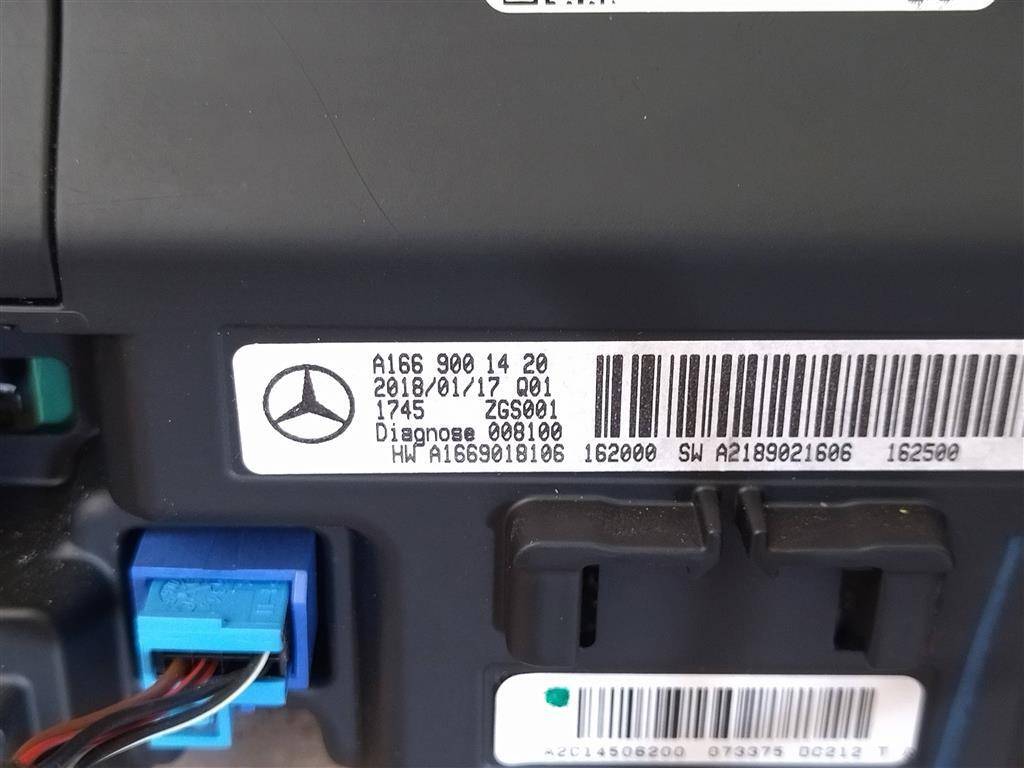 A166 900 14 20
2018/01/17 Q01
1745 ZGS001
Diagnose 008100
HW A1669018106 162000 SW A2189021606 162500
A2C14506200 073375 DC212